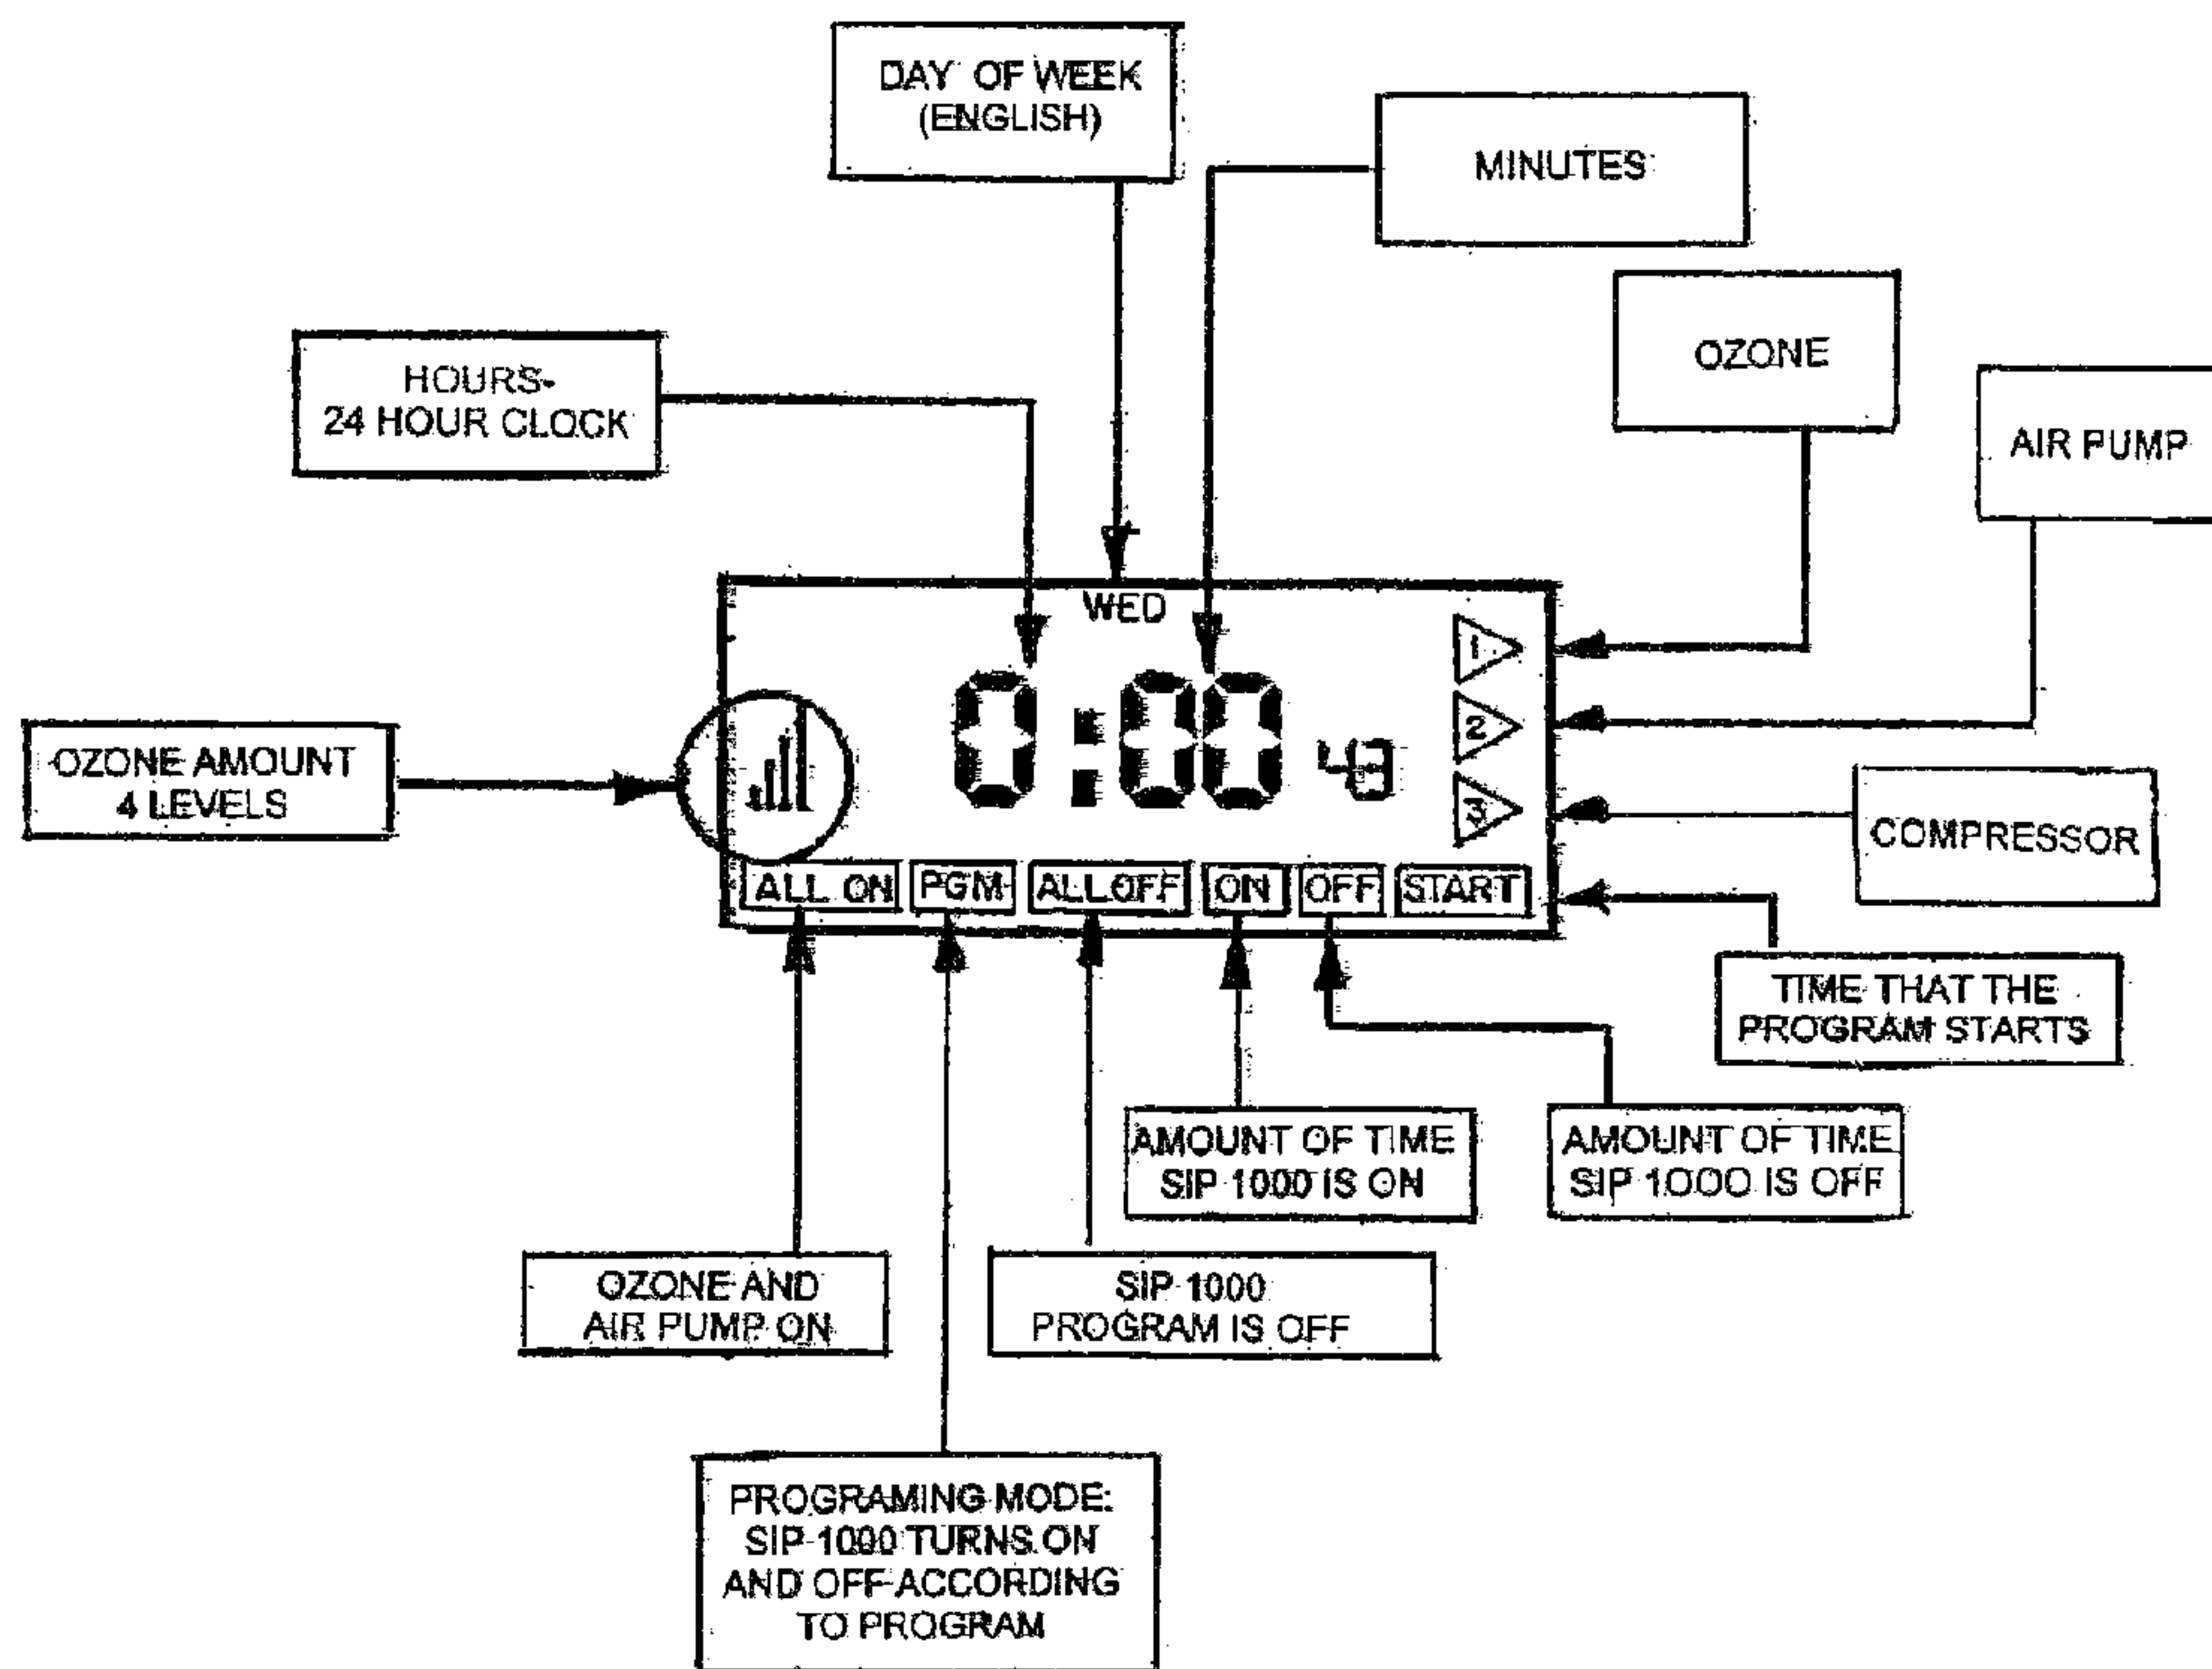 DAY OF WEEK
(ENGLISH)
MINUTES
OZONE
HOURS-
24 HOUR CLOCK
AIR PUMP
WED
1
0:00
2
43
OZONE AMOUNT
4 LEVELS
3
COMPRESSOR
ALL ON PGM ALL OFF ON OFF START
TIME THAT THE
PROGRAM STARTS
AMOUNT OF TIME
SIP 1000 IS ON
AMOUNT OF TIME
SIP 1000 IS OFF
OZONE AND
AIR PUMP ON
SIP 1000
PROGRAM IS OFF
PROGRAMING MODE:
SIP 1000 TURNS ON
AND OFF ACCORDING
TO PROGRAM